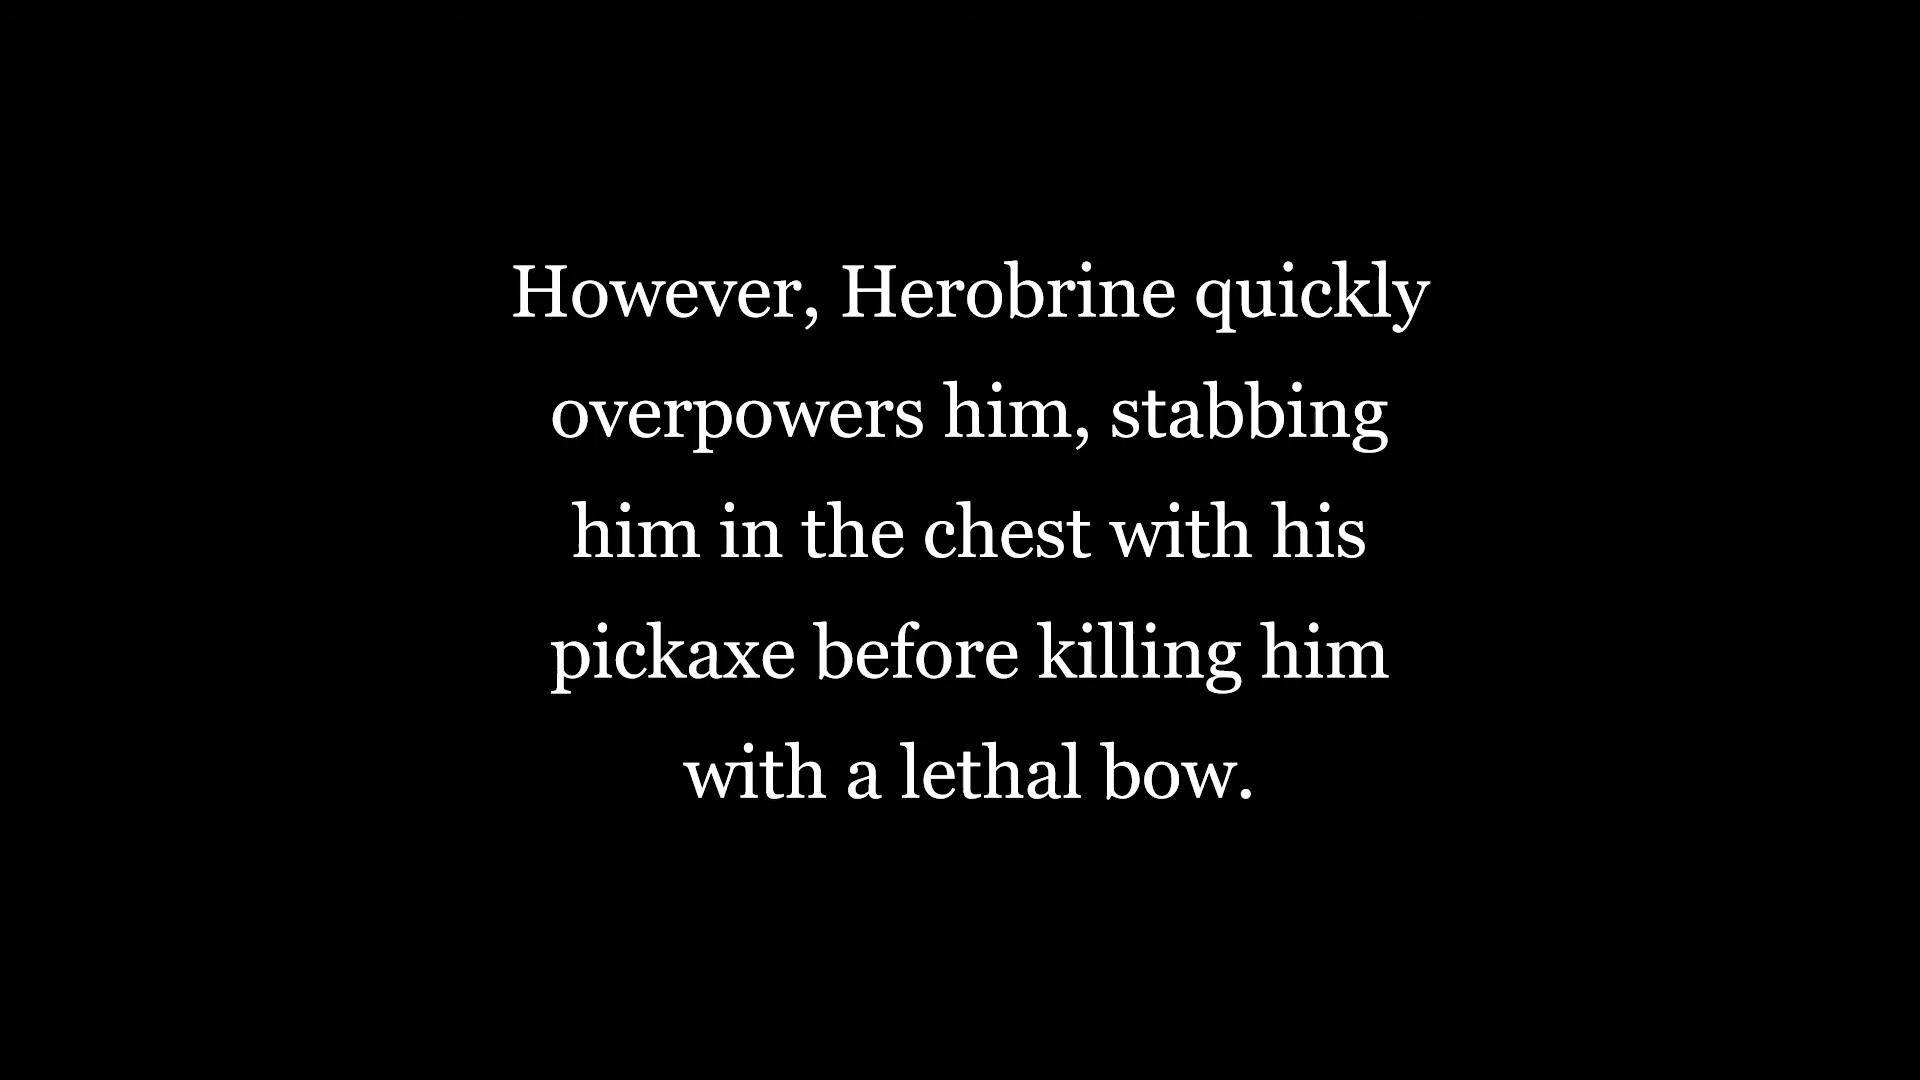 However, Herobrine quickly
overpowers him, stabbing
him in the chest with his
pickaxe before killing him
with a lethal bow.